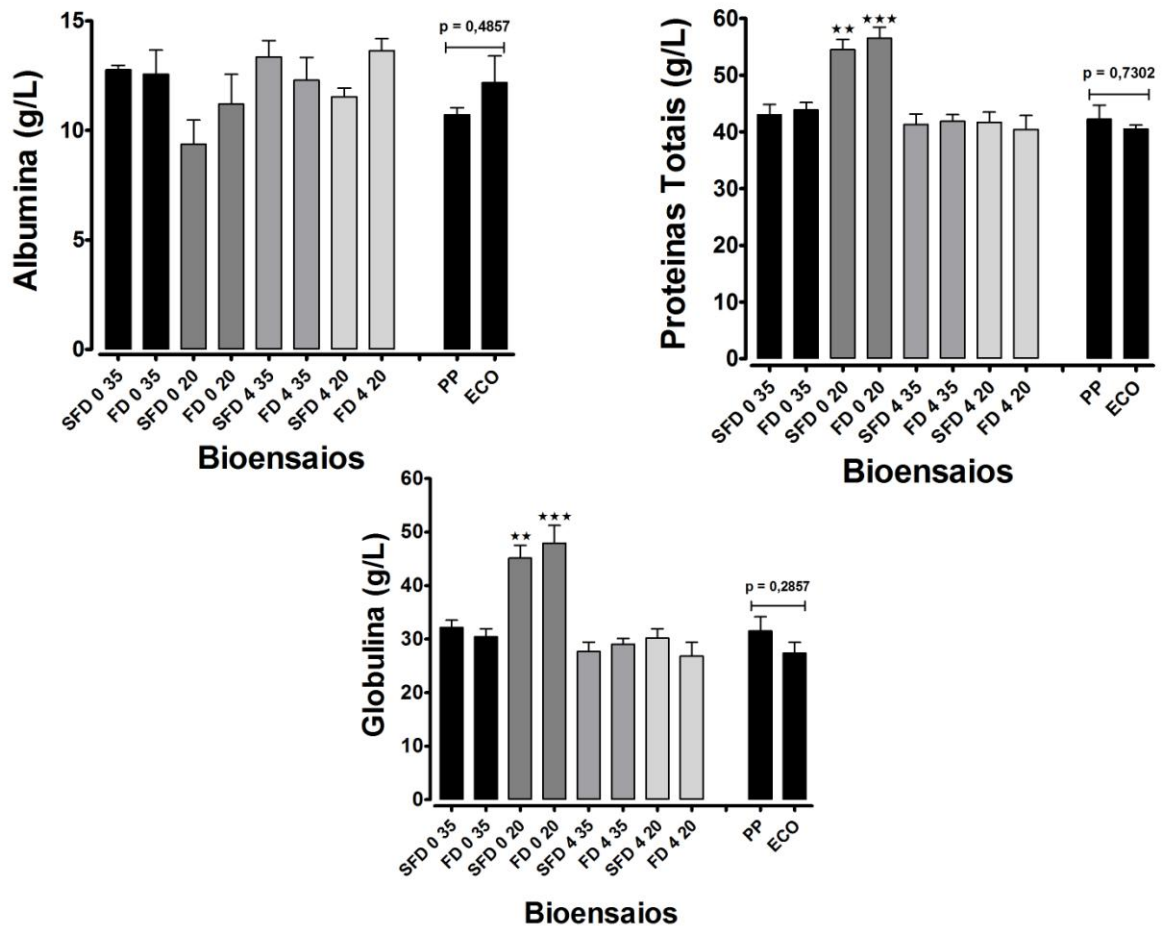 Albumina (g/L)
15
10
5
0
p = 0,4857
SFD 0 35
FD 0 35
SFD 0 20
FD 0 20
SFD 4 35
FD 4 35
SFD 4 20
FD 4 20
PP
ECO
Bioensaios
Proteinas Totais (g/L)
60
50
40
30
20
10
0
★★
★★★
p = 0,7302
SFD 0 35
FD 0 35
SFD 0 20
FD 0 20
SFD 4 35
FD 4 35
SFD 4 20
FD 4 20
PP
ECO
Bioensaios
Globulina (g/L)
60
50
40
30
20
10
0
★★
★★★
p = 0,2857
SFD 0 35
FD 0 35
SFD 0 20
FD 0 20
SFD 4 35
FD 4 35
SFD 4 20
FD 4 20
PP
ECO
Bioensaios